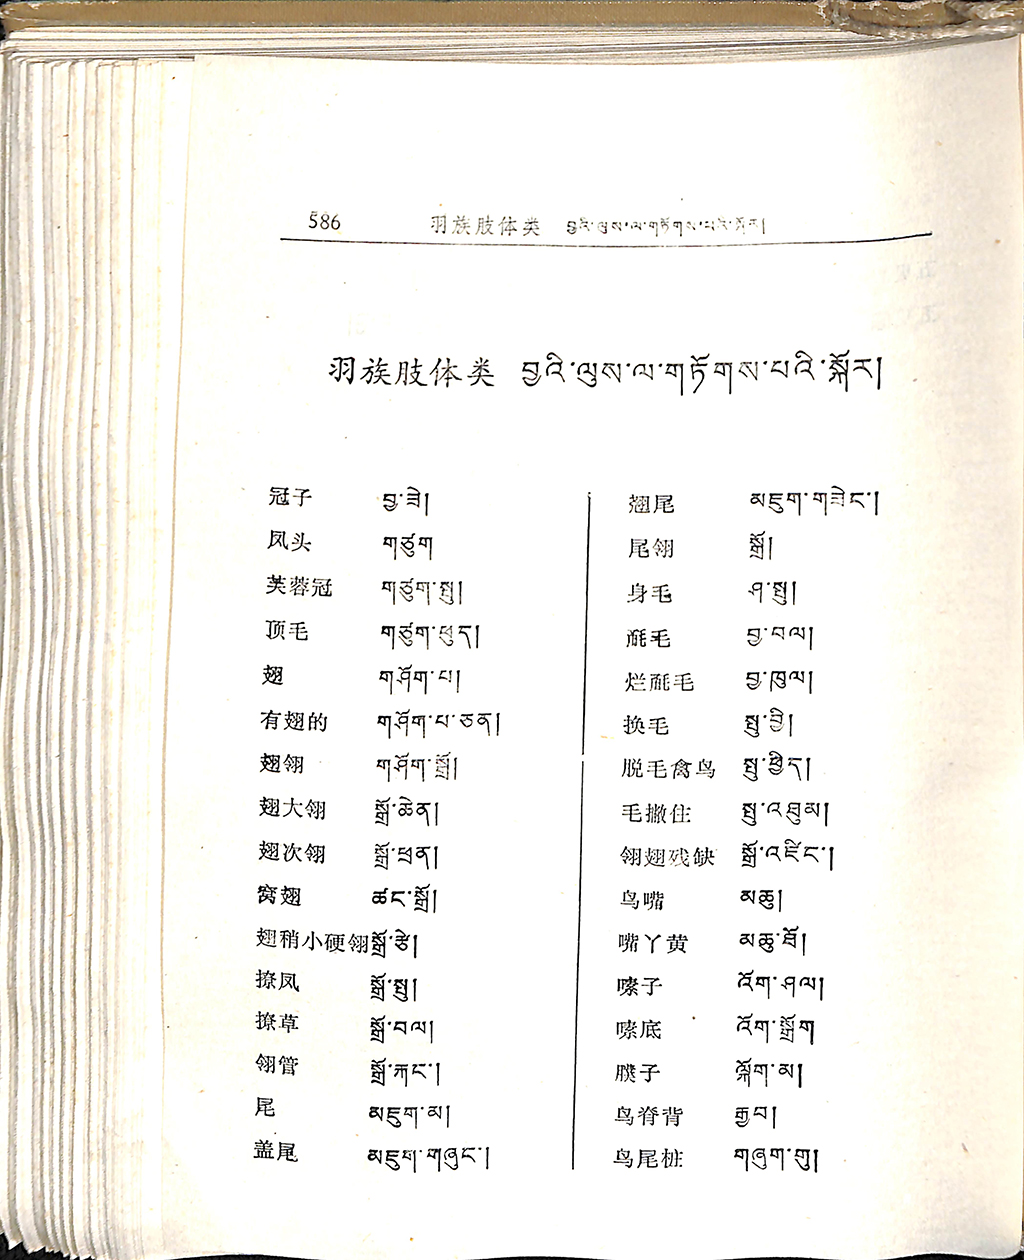 586 羽族肢体类 བྱའི་ལུས་ལ་གཏོགས་པའི་སྐོར།
羽族肢体类 བྱའི་ལུས་ལ་གཏོགས་པའི་སྐོར།
冠子 བྱ་ཟེ།
凤头 གཙུག
芙蓉冠 གཙུག་སྤུ།
顶毛 གཙུག་ཕུད།
翅 གཤོག་པ།
有翅的 གཤོག་པ་ཅན།
翅翎 གཤོག་སྒྲོ།
翅大翎 སྒྲོ་ཆེན།
翅次翎 སྒྲོ་ཕྲན།
窝翅 ཚང་སྒྲོ།
翅稍小硬翎 སྒྲོ་རྩེ།
撩凤 སྒྲོ་སྤུ།
撩草 སྒྲོ་བལ།
翎管 སྒྲོ་རྐང་།
尾 མཇུག་མ།
盖尾 མཇུག་གཞུང་།
翘尾 མཇུག་གཟེང་།
尾翎 སྒྲོ།
身毛 ཤ་སྤུ།
毪毛 བྱ་བལ།
烂毪毛 བྱ་ཁུལ།
换毛 སྤུ་བྲི།
脱毛禽鸟 སྤུ་བྱིད།
毛撒住 སྤུ་འཐུམ།
翎翅残缺 སྒྲོ་འཛིང་།
鸟嘴 མཆུ།
嘴丫黄 མཆུ་ཐོ།
嗉子 འོག་ཤལ།
嗉底 འོག་སྒྲོག
膆子 ལྐོག་མ།
鸟脊背 རྒྱབ།
鸟尾桩 གཞུག་གུ།